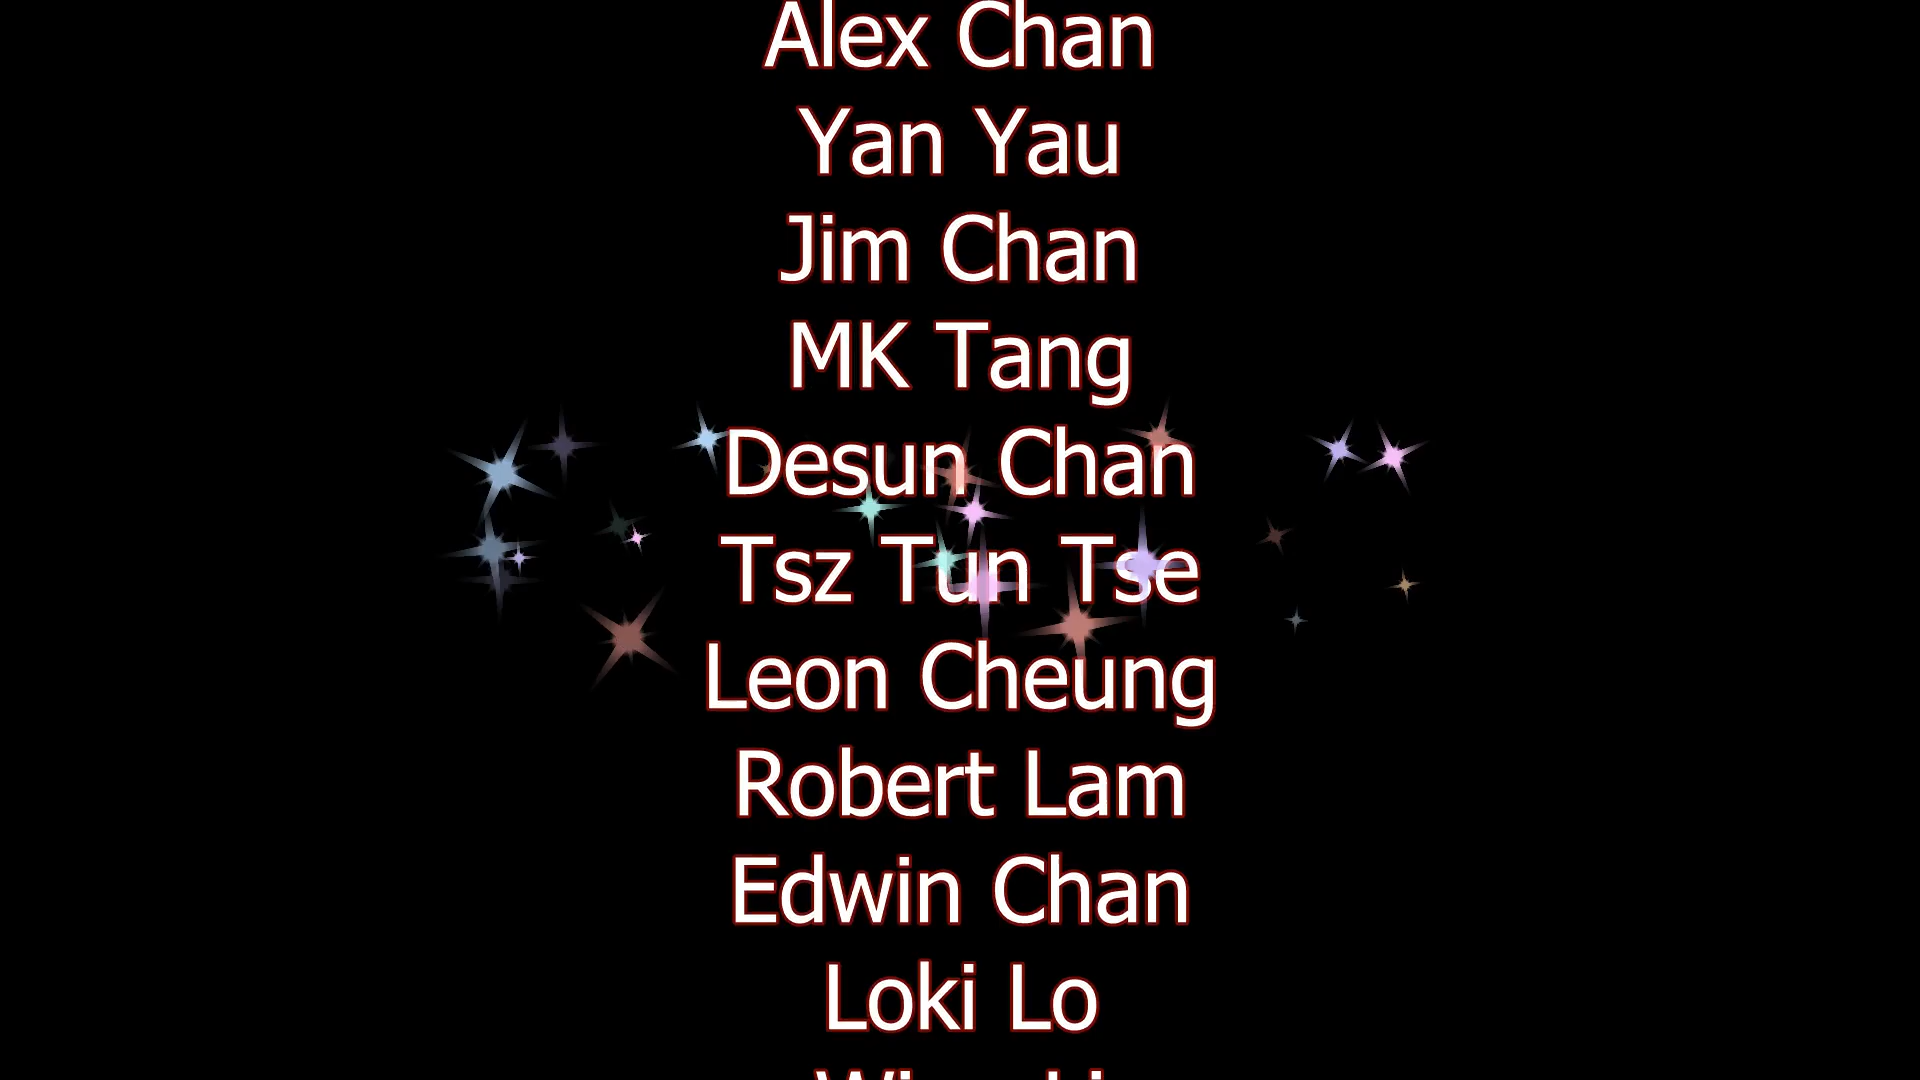 Alex Chan
Yan Yau
Jim Chan
MK Tang
Desun Chan
Tsz Tun Tse
Leon Cheung
Robert Lam
Edwin Chan
Loki Lo